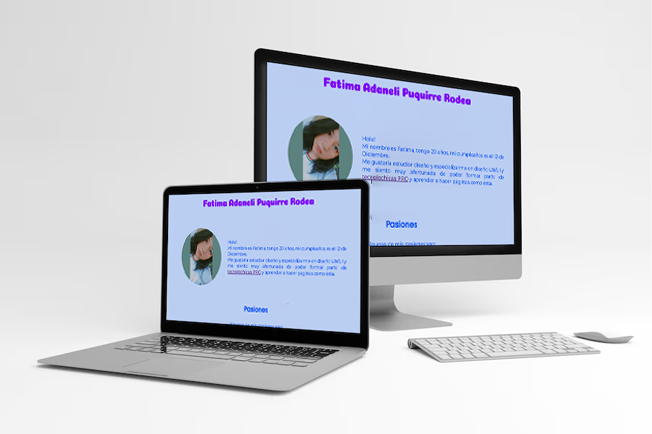 Fatima Adaneli Puquirre Rodea
Hola!
Mi nombre es Fatima, tengo 20 años, mi cumpleaños es el 12 de
Diciembre.
Me gustaría estudiar diseño y especializarme en diseño UX/UI y
me siento muy afortunada de poder formar parte de
tecnolochicas PRO y aprender a hacer páginas como esta.
Pasiones
Fatima Adaneli Puquirre Rodea
Hola!
Mi nombre es Fatima, tengo 20 años, mi cumpleaños es el 12 de
Diciembre.
Me gustaría estudiar diseño y especializarme en diseño UX/UI y
me siento muy afortunada de poder formar parte de
tecnolochicas PRO y aprender a hacer páginas como esta.
Pasiones